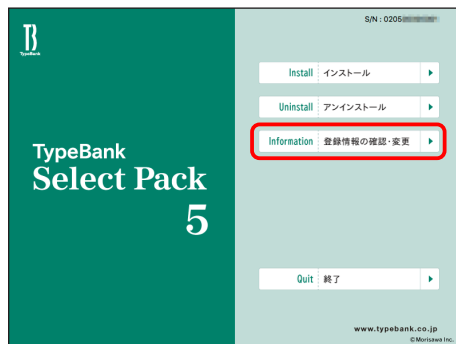 S/N : 0205
TB
TypeBank
Install インストール
Uninstall アンインストール
Information 登録情報の確認・変更
TypeBank
Select Pack
5
Quit 終了
www.typebank.co.jp
©Morisawa Inc.